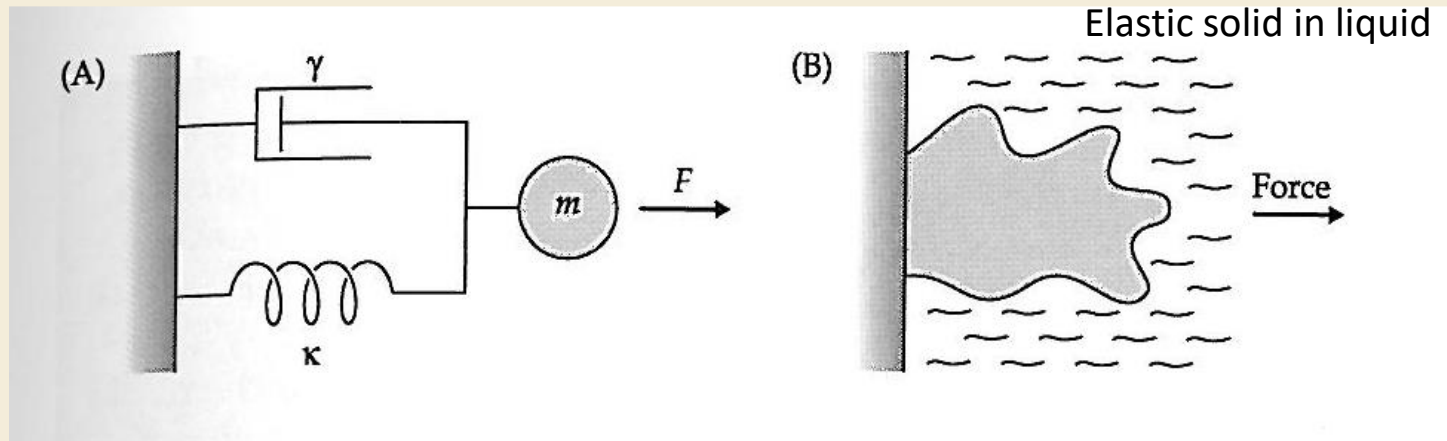 Elastic solid in liquid
(A)
γ
m
F
κ
(B)
Force